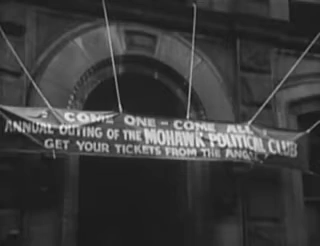 COME ONE - COME ALL
ANNUAL OUTING OF THE MOHAWK POLITICAL CLUB
GET YOUR TICKETS FROM THE